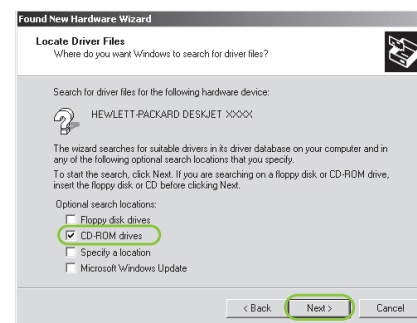 Found New Hardware Wizard
Locate Driver Files
Where do you want Windows to search for driver files?
Search for driver files for the following hardware device:
HEWLETT-PACKARD DESKJET XXXX
The wizard searches for suitable drivers in its driver database on your computer and in
any of the following optional search locations that you specify.
To start the search, click Next. If you are searching on a floppy disk or CD-ROM drive,
insert the floppy disk or CD before clicking Next.
Optional search locations:
Floppy disk drives
CD-ROM drives
Specify a location
Microsoft Windows Update
< Back Next > Cancel